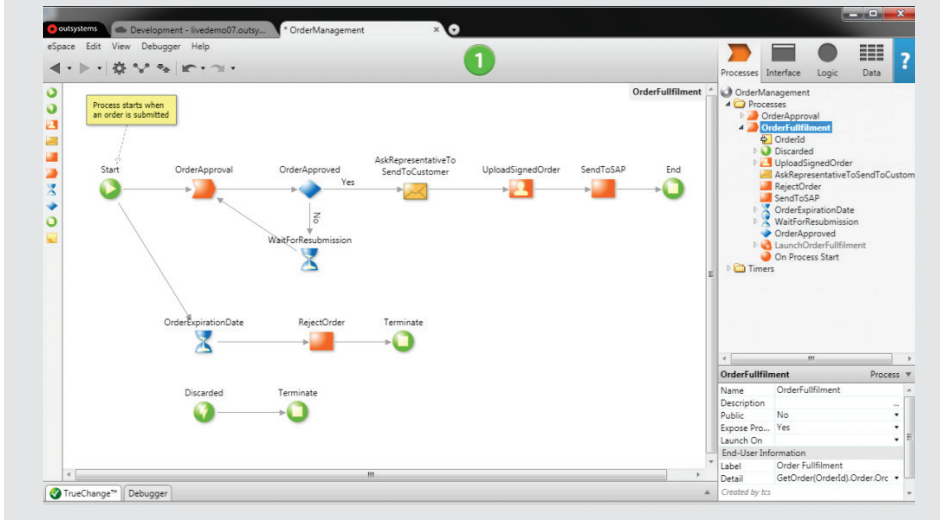 outsystems
Development - livedemo07.outsy...
* OrderManagement
×
eSpace Edit View Debugger Help
1
Processes Interface Logic Data
?
OrderFullfilment
Process starts when
an order is submitted
Start
OrderApproval
OrderApproved
Yes
AskRepresentativeTo
SendToCustomer
UploadSignedOrder
SendToSAP
End
No
WaitForResubmission
OrderExpirationDate
RejectOrder
Terminate
Discarded
Terminate
OrderManagement
Processes
OrderApproval
OrderFullfilment
OrderId
Discarded
UploadSignedOrder
AskRepresentativeToSendToCustom
RejectOrder
SendToSAP
OrderExpirationDate
WaitForResubmission
OrderApproved
LaunchOrderFullfilment
On Process Start
Timers
OrderFullfilment Process
Name OrderFullfilment
Description ...
Public No
Expose Pro... Yes
Launch On
End-User Information
Label Order Fullfilment
Detail GetOrder(OrderId).Order.Orc
Created by tcs
TrueChange™ Debugger